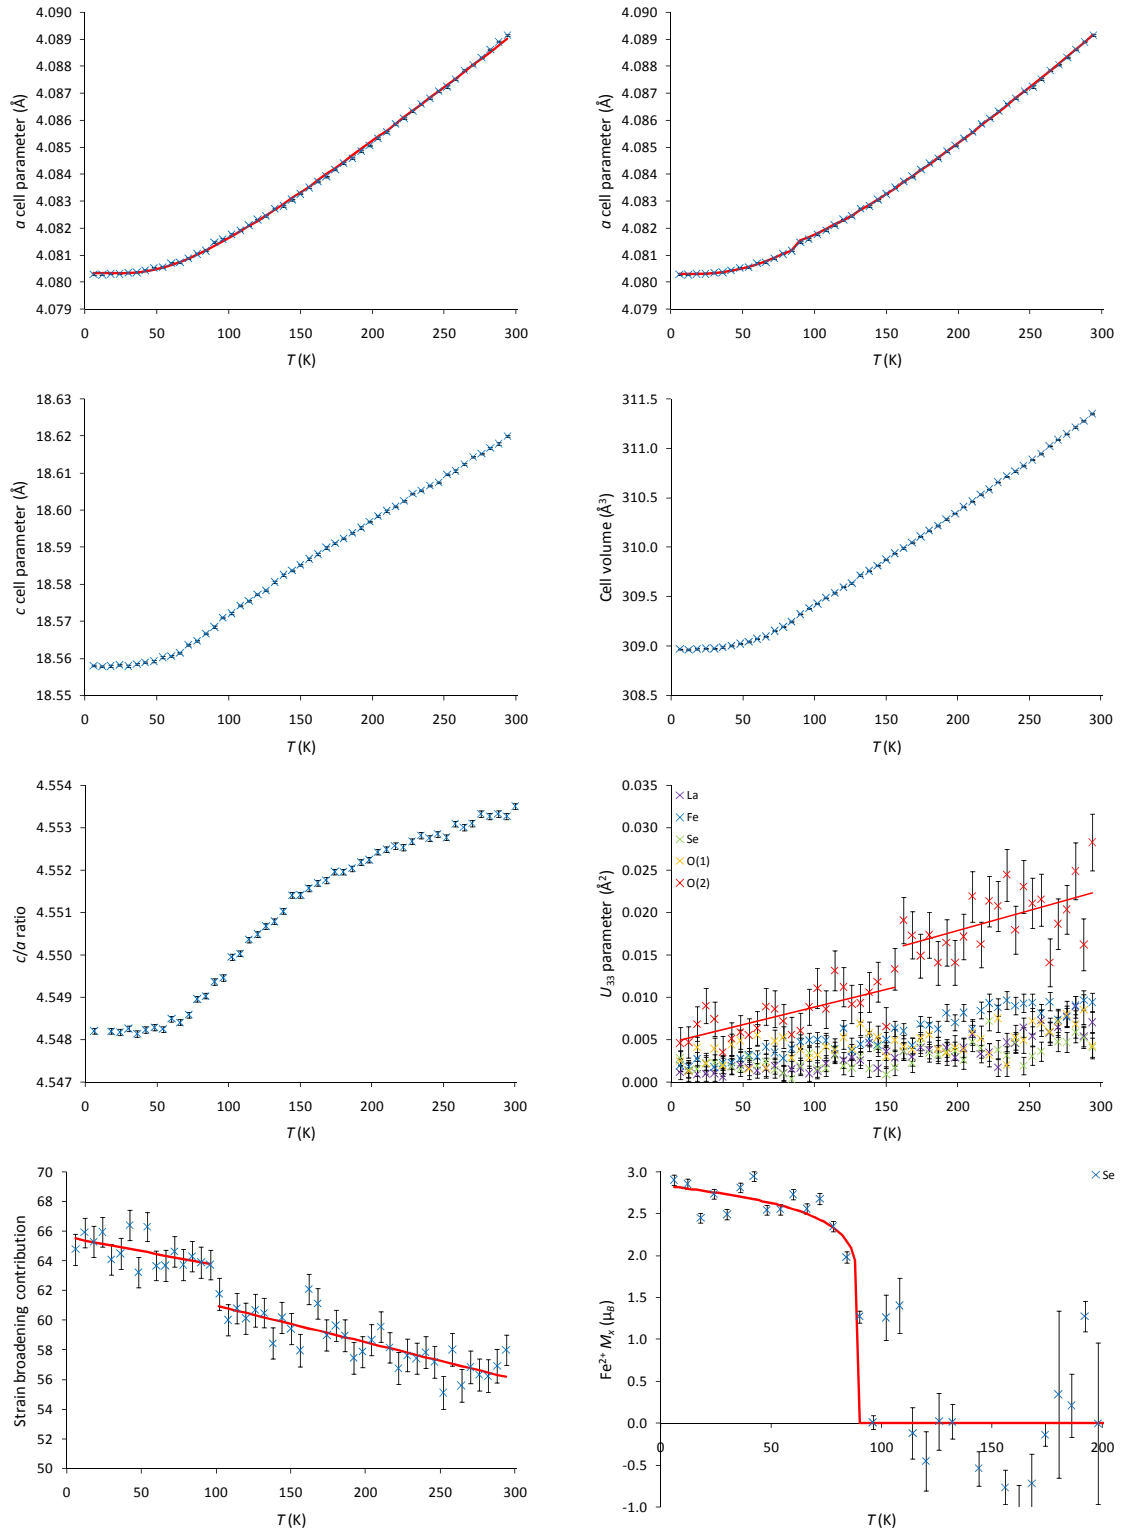 4.090
4.089
4.088
4.087
4.086
4.085
4.084
4.083
4.082
4.081
4.080
4.079
a cell parameter (Å)
0 50 100 150 200 250 300
T (K)
4.090
4.089
4.088
4.087
4.086
4.085
4.084
4.083
4.082
4.081
4.080
4.079
a cell parameter (Å)
0 50 100 150 200 250 300
T (K)
18.63
18.62
18.61
18.60
18.59
18.58
18.57
18.56
18.55
c cell parameter (Å)
0 50 100 150 200 250 300
T (K)
311.5
311.0
310.5
310.0
309.5
309.0
308.5
Cell volume (Å³)
0 50 100 150 200 250 300
T (K)
4.554
4.553
4.552
4.551
4.550
4.549
4.548
4.547
c/a ratio
0 50 100 150 200 250 300
T (K)
0.035
0.030
0.025
0.020
0.015
0.010
0.005
0.000
U₃₃ parameter (Å²)
La
Fe
Se
O(1)
O(2)
0 50 100 150 200 250 300
T (K)
70
68
66
64
62
60
58
56
54
52
50
Strain broadening contribution
0 50 100 150 200 250 300
T (K)
3.0
2.5
2.0
1.5
1.0
0.5
0.0
-0.5
-1.0
Fe²⁺ Mₓ (μ_B)
Se
0 50 100 150 200
T (K)